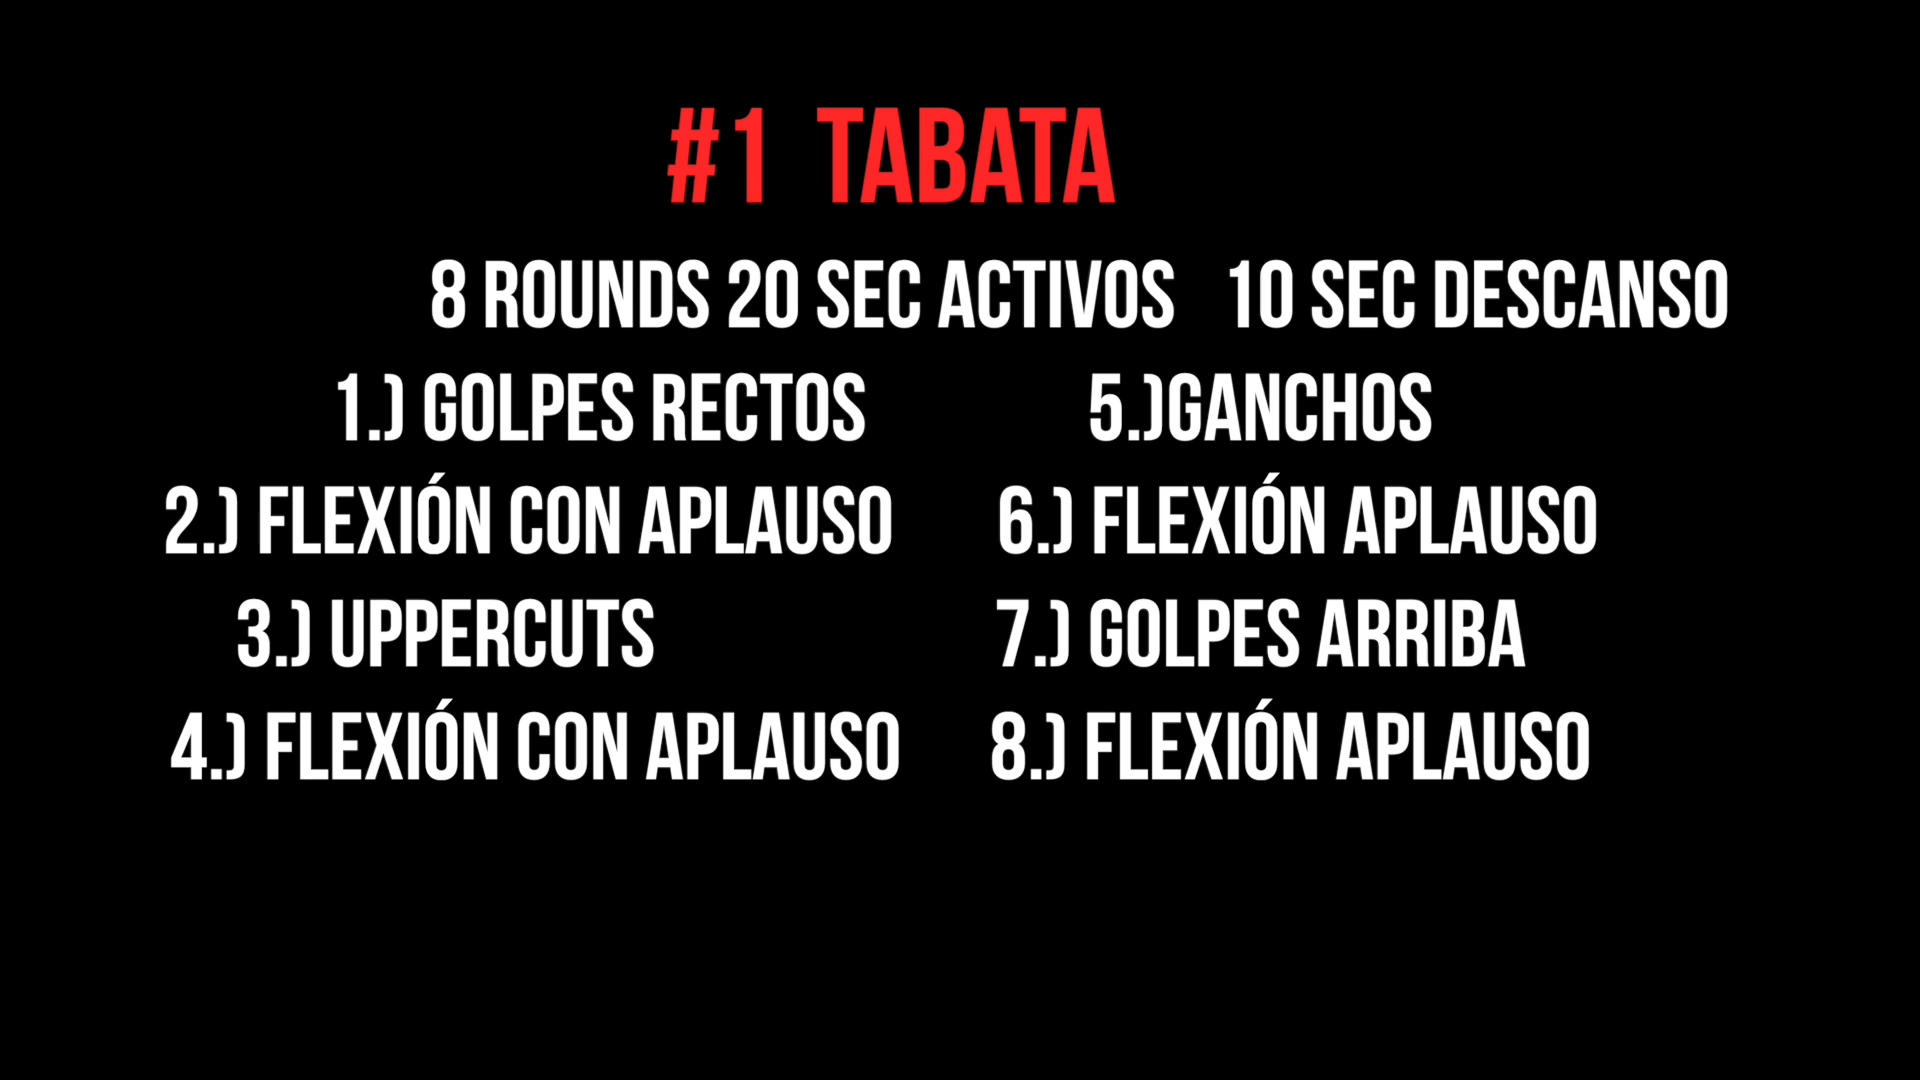 #1 TABATA
8 ROUNDS 20 SEC ACTIVOS 10 SEC DESCANSO
1.) GOLPES RECTOS 5.)GANCHOS
2.) FLEXIÓN CON APLAUSO 6.) FLEXIÓN APLAUSO
3.) UPPERCUTS 7.) GOLPES ARRIBA
4.) FLEXIÓN CON APLAUSO 8.) FLEXIÓN APLAUSO